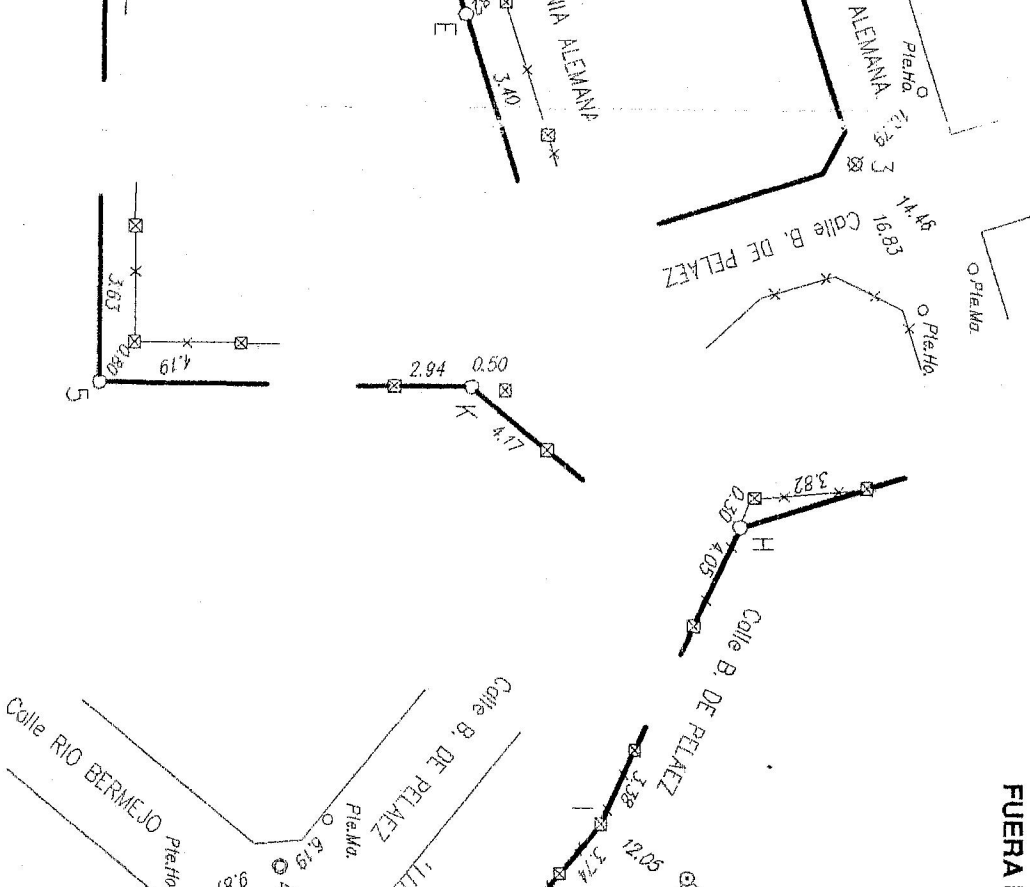 E
3.40
ALEMANA
ALEMANA
Pte.Ho.
3
14.46
16.83
Calle B. DE PELAEZ
Pte.Ma.
Pte.Ho.
3.63
0.80
4.19
5
2.94
0.50
K
4.17
3.82
0.30
H
4.05
Calle B. DE PELAEZ
3.38
I
3.74
12.05
Calle B. DE PELAEZ
Calle RIO BERMEJO
Pte.Ma.
6.19
Pte.Ho.
FUERA